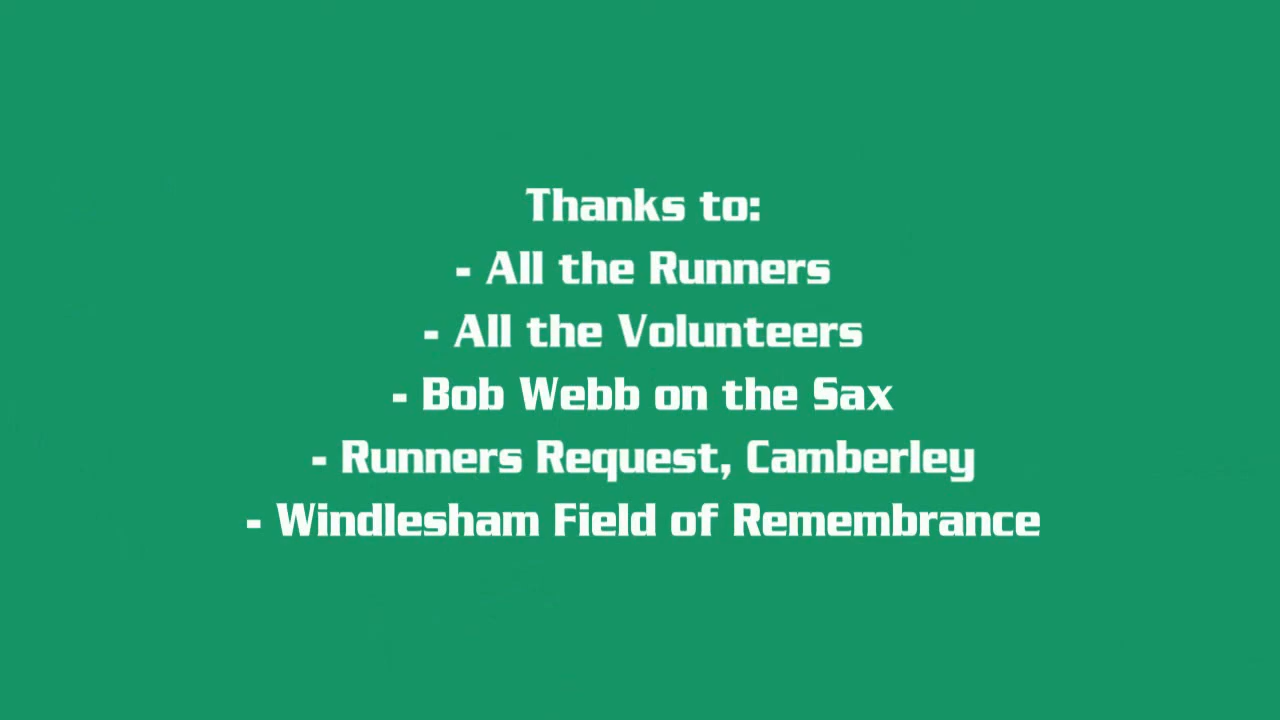 Thanks to:
- All the Runners
- All the Volunteers
- Bob Webb on the Sax
- Runners Request, Camberley
- Windlesham Field of Remembrance